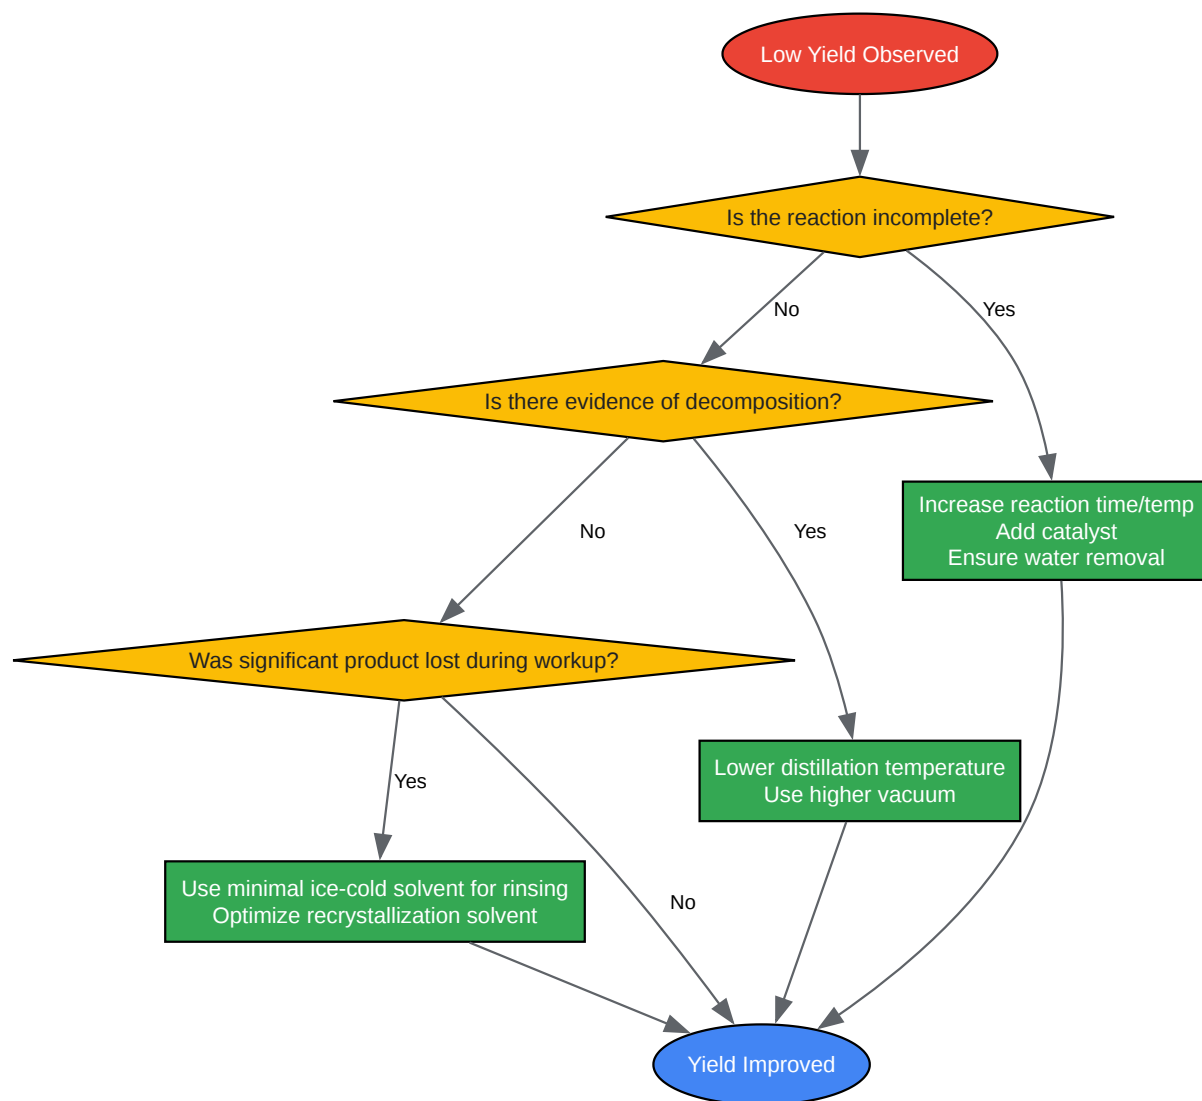 Low Yield Observed
Is the reaction incomplete?
No
Yes
Is there evidence of decomposition?
Increase reaction time/temp
Add catalyst
Ensure water removal
No
Yes
Was significant product lost during workup?
Lower distillation temperature
Use higher vacuum
Yes
Use minimal ice-cold solvent for rinsing
Optimize recrystallization solvent
No
Yield Improved